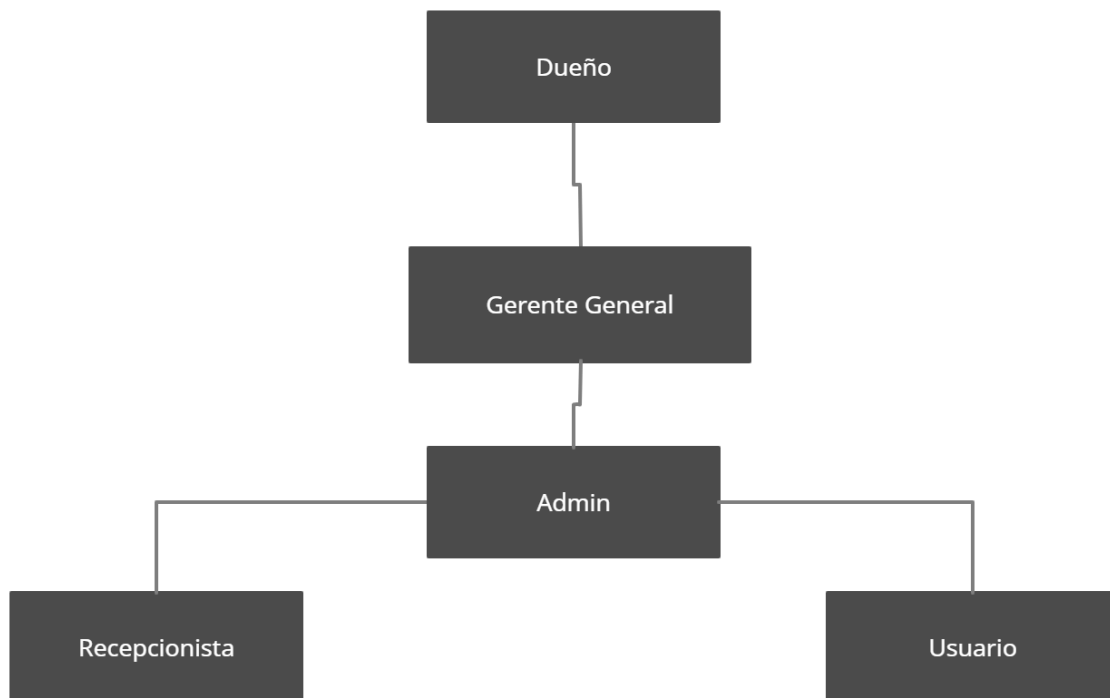 Dueño
Gerente General
Admin
Recepcionista
Usuario